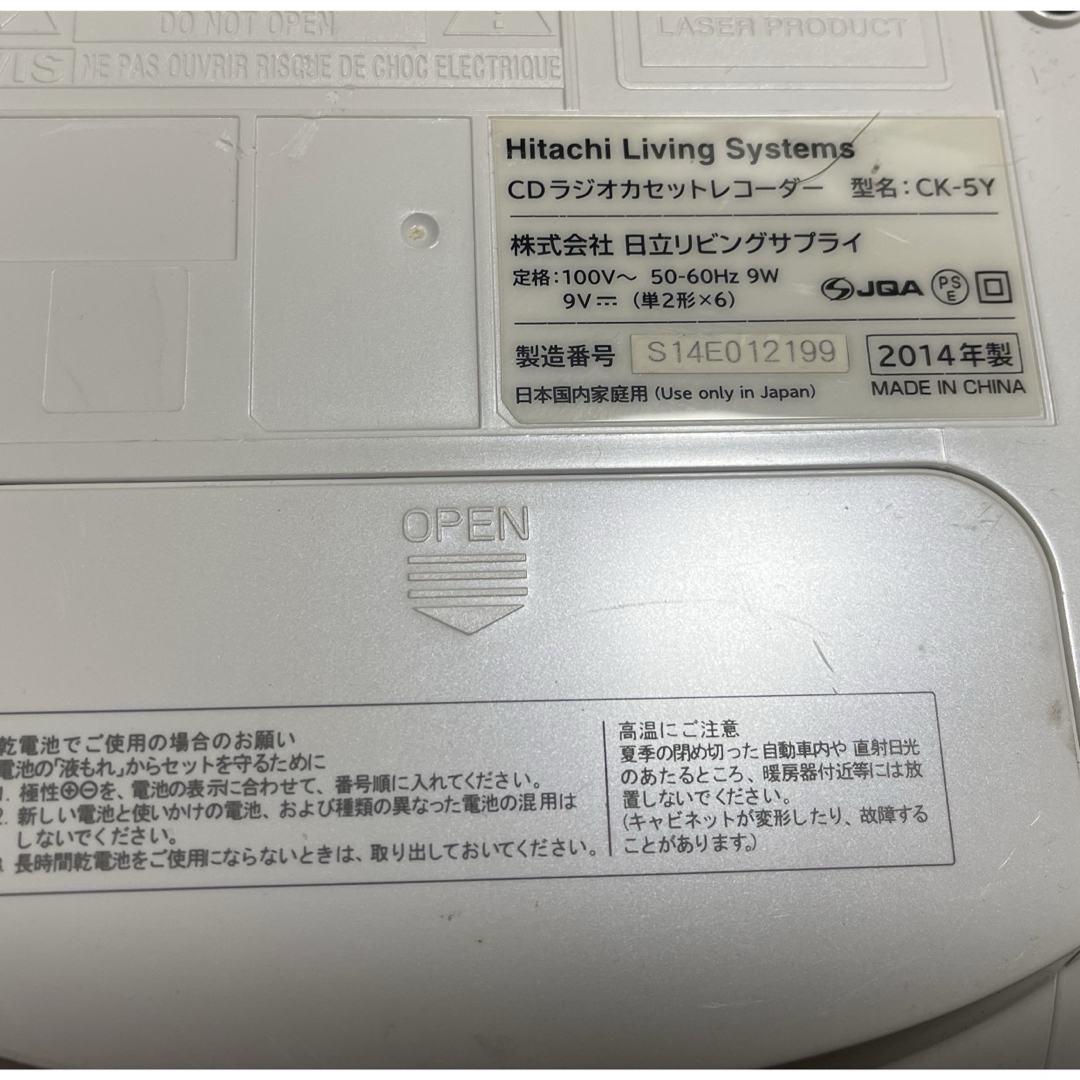 DO NOT OPEN
NE PAS OUVRIR RISQUE DE CHOC ELECTRIQUE
LASER PRODUCT
Hitachi Living Systems
CDラジオカセットレコーダー 型名:CK-5Y
株式会社 日立リビングサプライ
定格:100V〜 50-60Hz 9W
9V⎓ (単2形×6)
JQA
PS
E
製造番号 S14E012199 2014年製
日本国内家庭用 (Use only in Japan) MADE IN CHINA
OPEN
乾電池でご使用の場合のお願い
電池の「液もれ」からセットを守るために
1. 極性⊕⊖を、電池の表示に合わせて、番号順に入れてください。
2. 新しい電池と使いかけの電池、および種類の異なった電池の混用は
しないでください。
3. 長時間乾電池をご使用にならないときは、取り出しておいてください。
高温にご注意
夏季の閉め切った自動車内や 直射日光
のあたるところ、暖房器付近等には放
置しないでください。
(キャビネットが変形したり、故障する
ことがあります。)